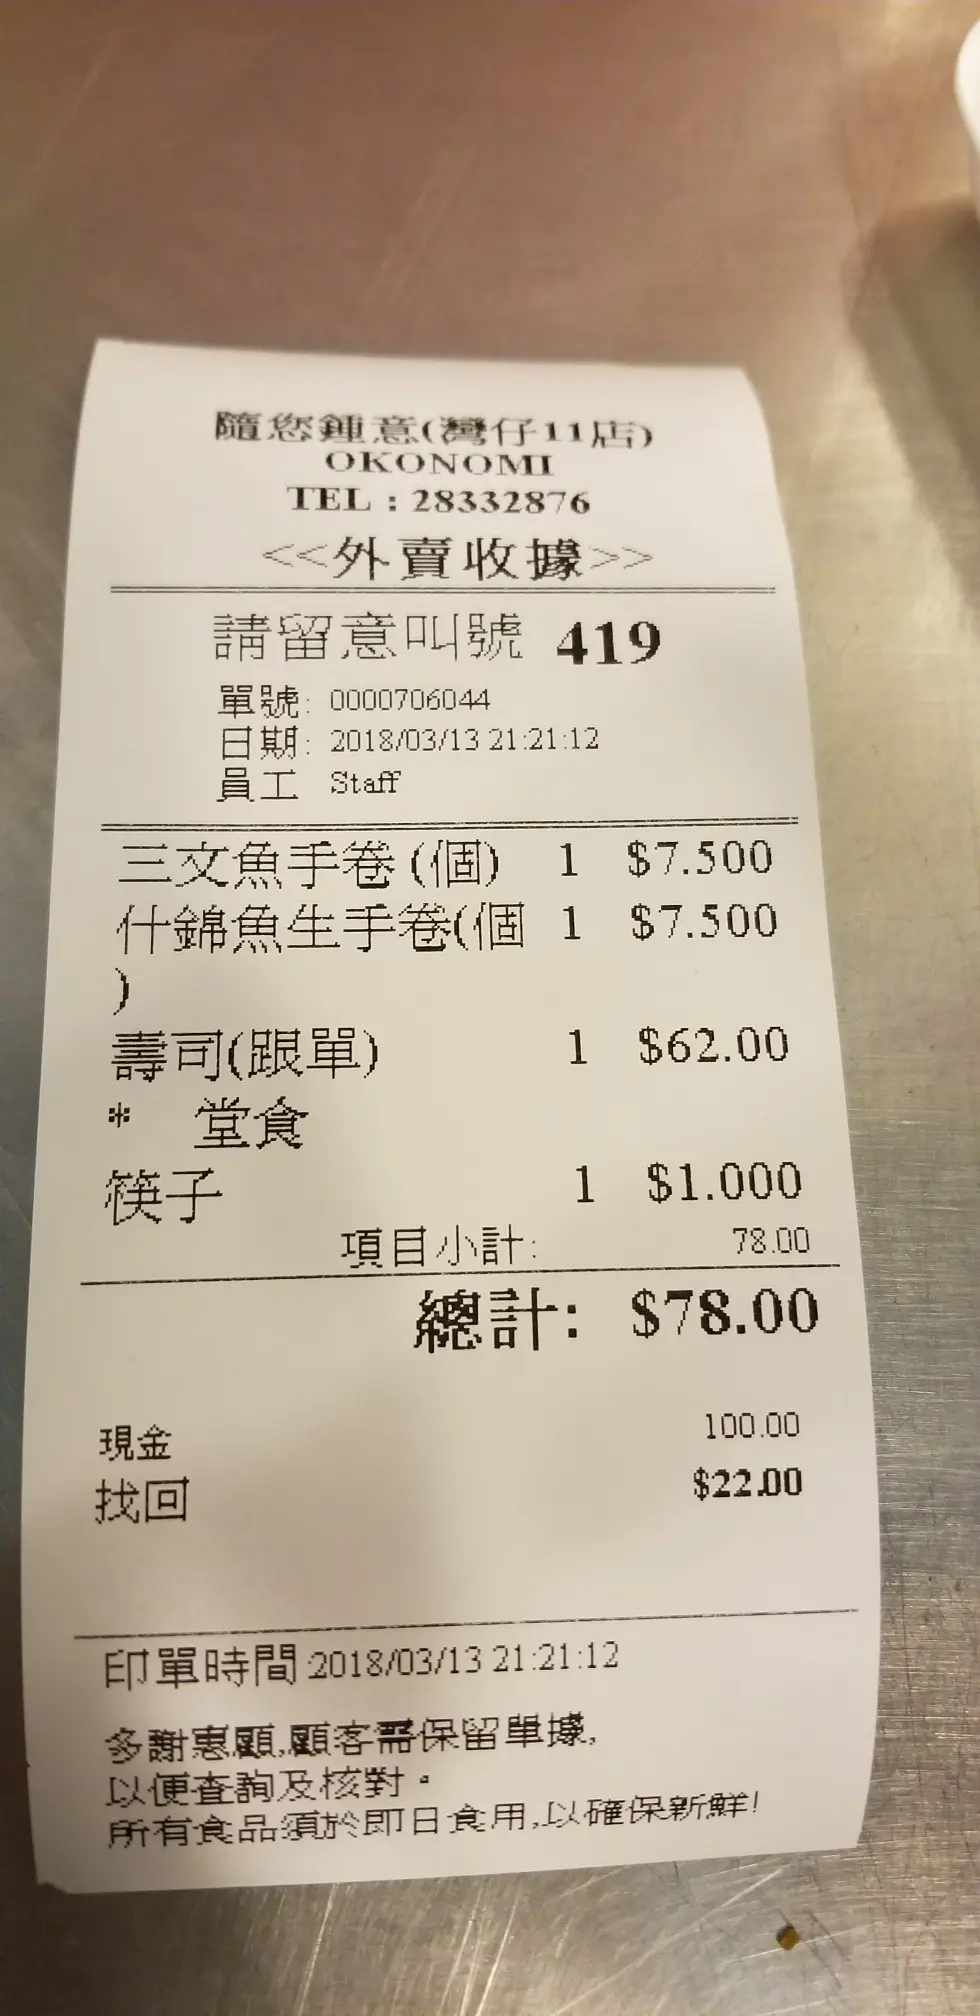 隨您鍾意(灣仔11店)
OKONOMI
TEL : 28332876
<<外賣收據>>
請留意叫號 419
單號: 0000706044
日期: 2018/03/13 21:21:12
員工 Staff
三文魚手卷(個) 1 $7.500
什錦魚生手卷(個 1 $7.500
)
壽司(跟單) 1 $62.00
* 堂食
筷子 1 $1.000
項目小計: 78.00
總計: $78.00
現金 100.00
找回 $22.00
印單時間 2018/03/13 21:21:12
多謝惠顧,顧客需保留單據,
以便查詢及核對。
所有食品須於即日食用,以確保新鮮!